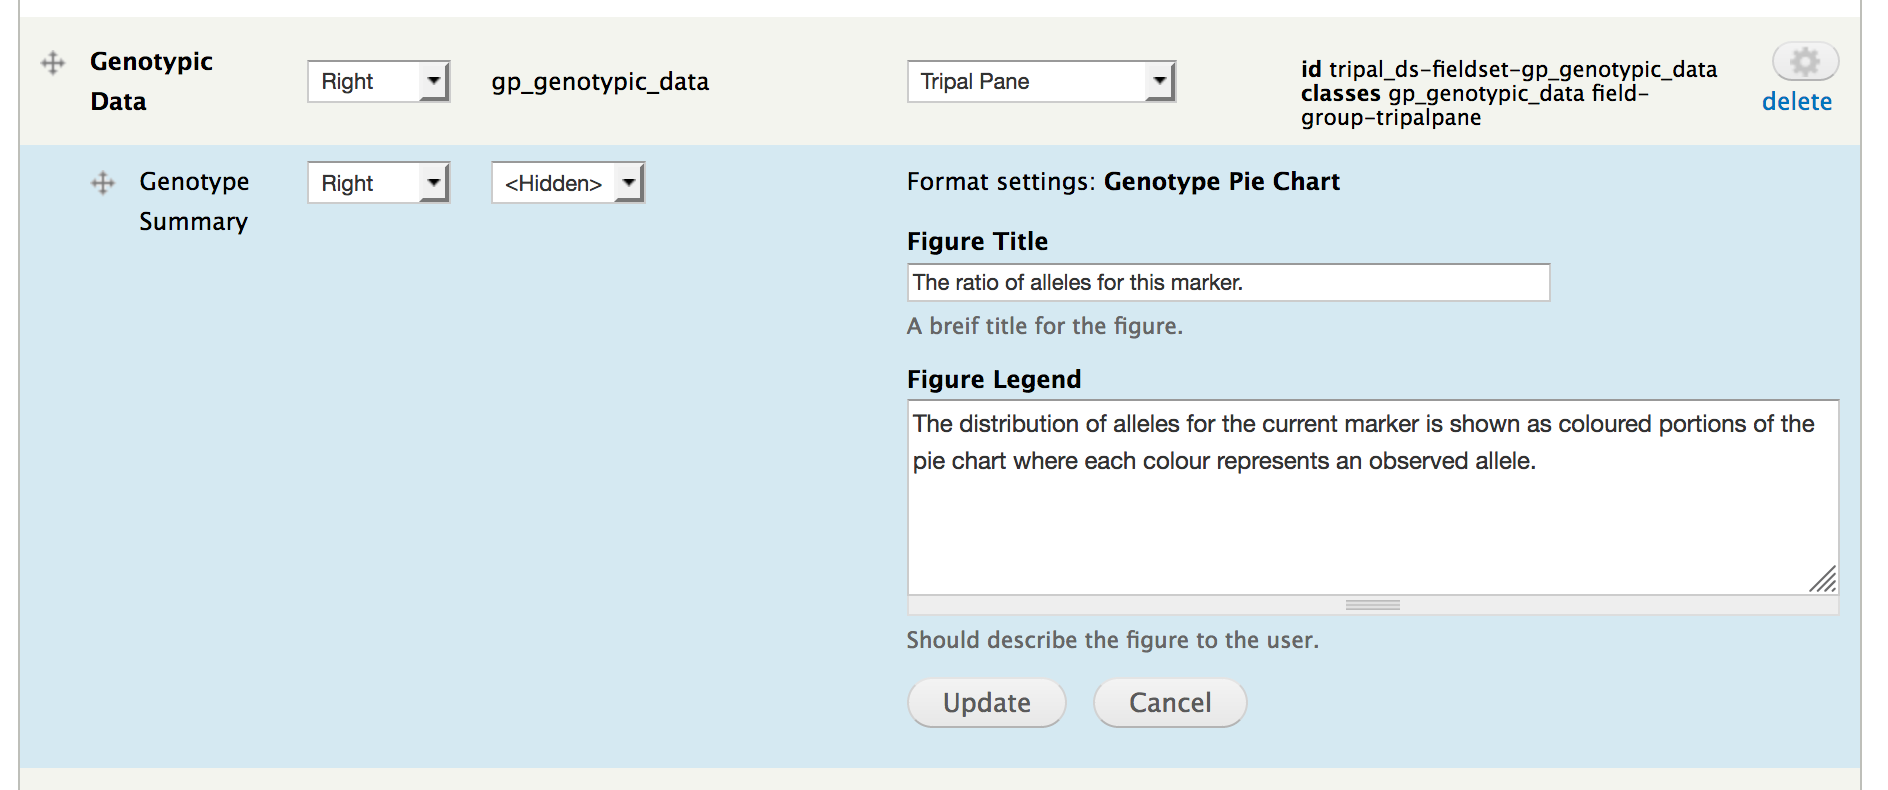 Genotypic
Data
Right
gp_genotypic_data
Tripal Pane
id tripal_ds-fieldset-gp_genotypic_data
classes gp_genotypic_data field-
group-tripalpane
delete
Genotype
Summary
Right
<Hidden>
Format settings: Genotype Pie Chart
Figure Title
The ratio of alleles for this marker.
A breif title for the figure.
Figure Legend
The distribution of alleles for the current marker is shown as coloured portions of the
pie chart where each colour represents an observed allele.
Should describe the figure to the user.
Update
Cancel